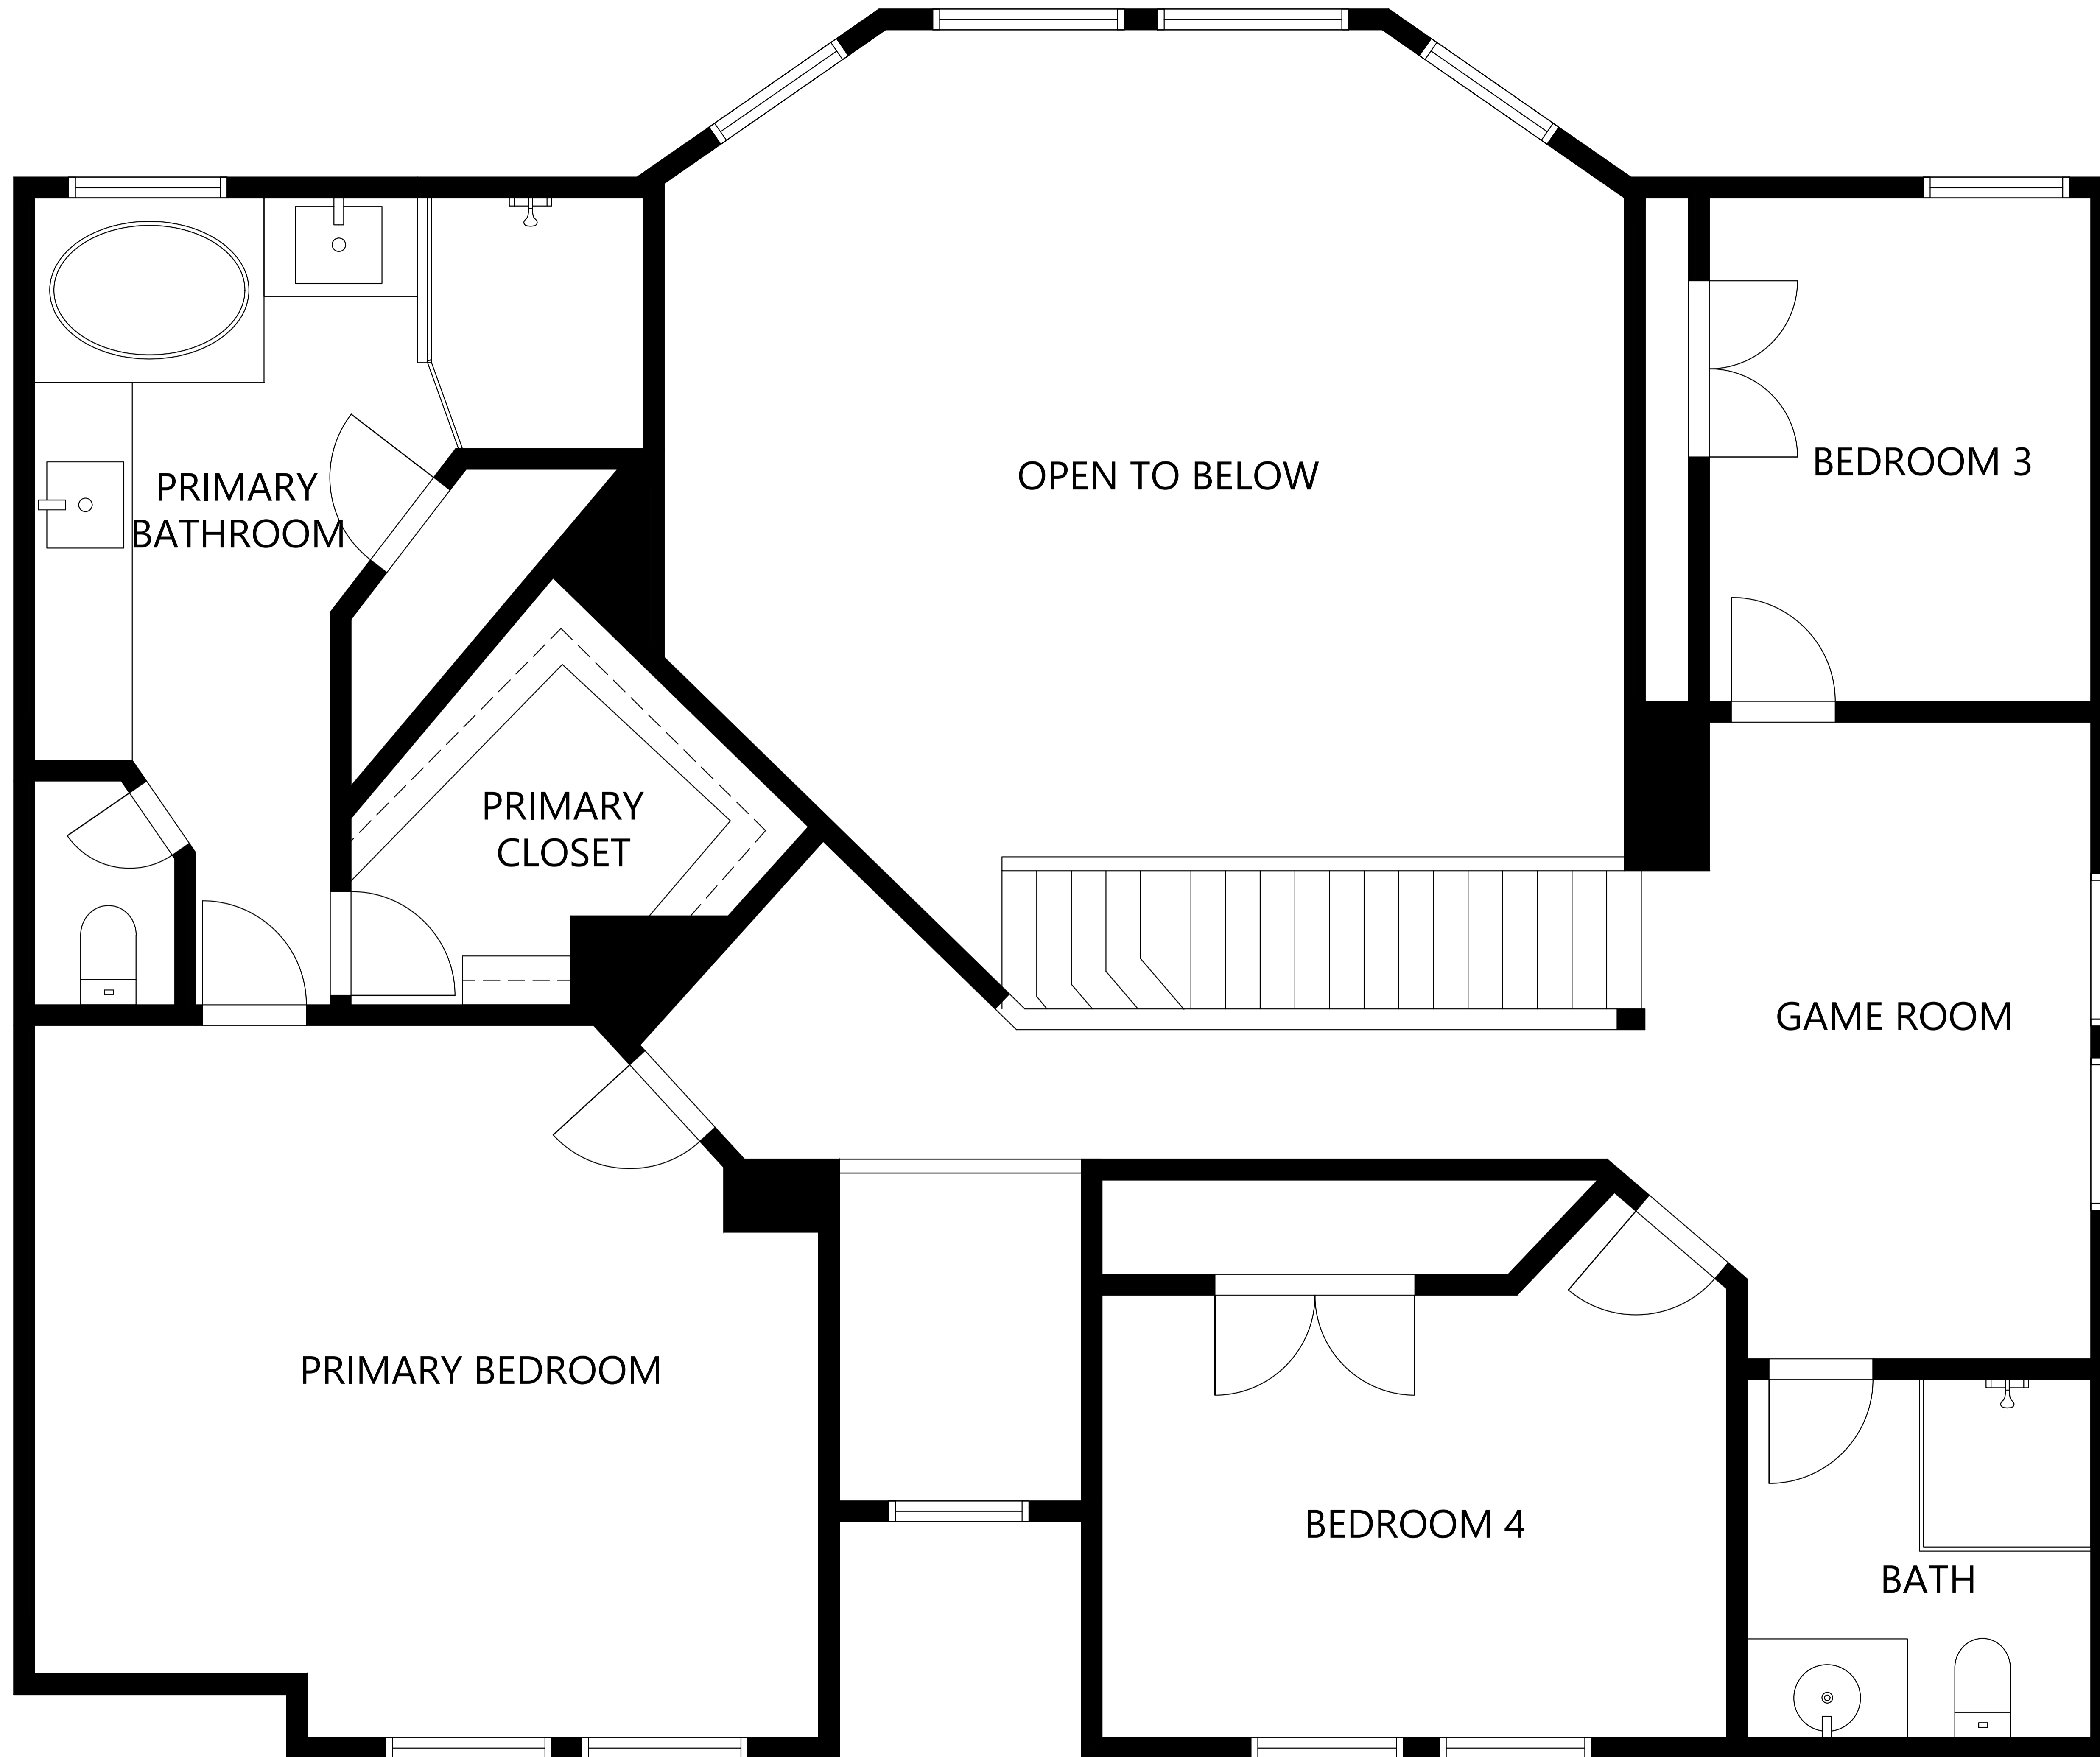 OPEN TO BELOW
BEDROOM 3
PRIMARY
BATHROOM
PRIMARY
CLOSET
GAME ROOM
PRIMARY BEDROOM
BEDROOM 4
BATH